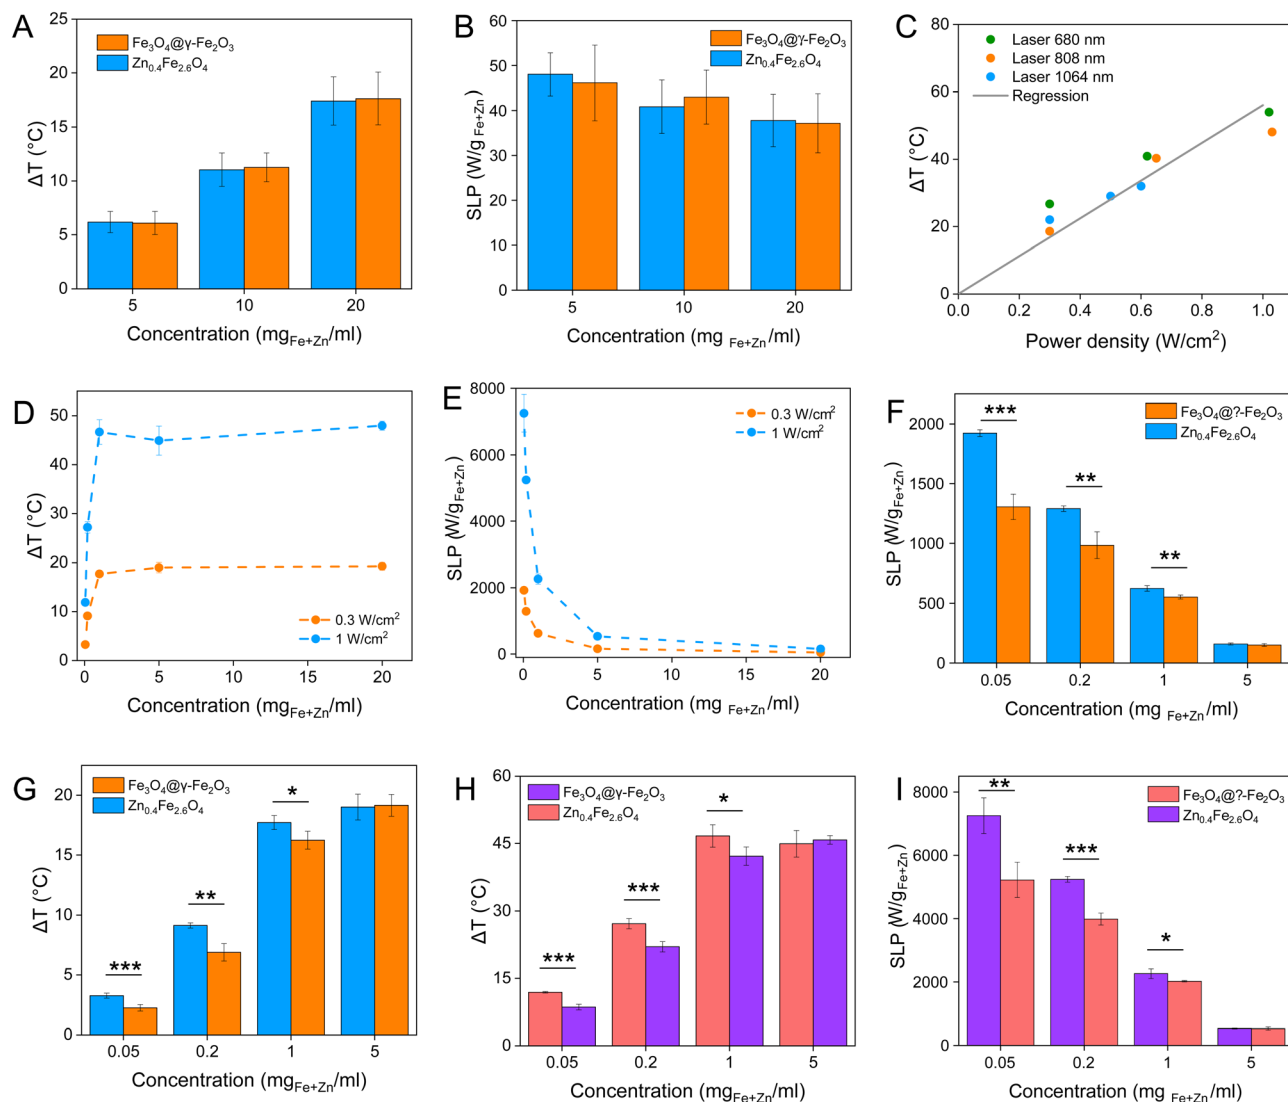 A
25
20
15
10
5
0
ΔT (°C)
Fe3O4@γ-Fe2O3
Zn0.4Fe2.6O4
5 10 20
Concentration (mgFe+Zn/ml)
B
60
50
40
30
20
10
0
SLP (W/g Fe+Zn)
Fe3O4@γ-Fe2O3
Zn0.4Fe2.6O4
5 10 20
Concentration (mg Fe+Zn/ml)
C
80
60
40
20
0
ΔT (°C)
Laser 680 nm
Laser 808 nm
Laser 1064 nm
Regression
0.0 0.2 0.4 0.6 0.8 1.0
Power density (W/cm²)
D
50
40
30
20
10
0
ΔT (°C)
0.3 W/cm²
1 W/cm²
0 5 10 15 20
Concentration (mgFe+Zn/ml)
E
8000
6000
4000
2000
0
SLP (W/gFe+Zn)
0.3 W/cm²
1 W/cm²
0 5 10 15 20
Concentration (mg Fe+Zn/ml)
F
2000
1500
1000
500
0
SLP (W/gFe+Zn)
Fe3O4@?-Fe2O3
Zn0.4Fe2.6O4
***
**
**
0.05 0.2 1 5
Concentration (mg Fe+Zn/ml)
G
20
15
10
5
0
ΔT (°C)
Fe3O4@γ-Fe2O3
Zn0.4Fe2.6O4
***
**
*
0.05 0.2 1 5
Concentration (mgFe+Zn/ml)
H
60
45
30
15
0
ΔT (°C)
Fe3O4@γ-Fe2O3
Zn0.4Fe2.6O4
***
***
*
0.05 0.2 1 5
Concentration (mgFe+Zn/ml)
I
8000
6000
4000
2000
0
SLP (W/gFe+Zn)
Fe3O4@?-Fe2O3
Zn0.4Fe2.6O4
**
***
*
0.05 0.2 1 5
Concentration (mg Fe+Zn/ml)